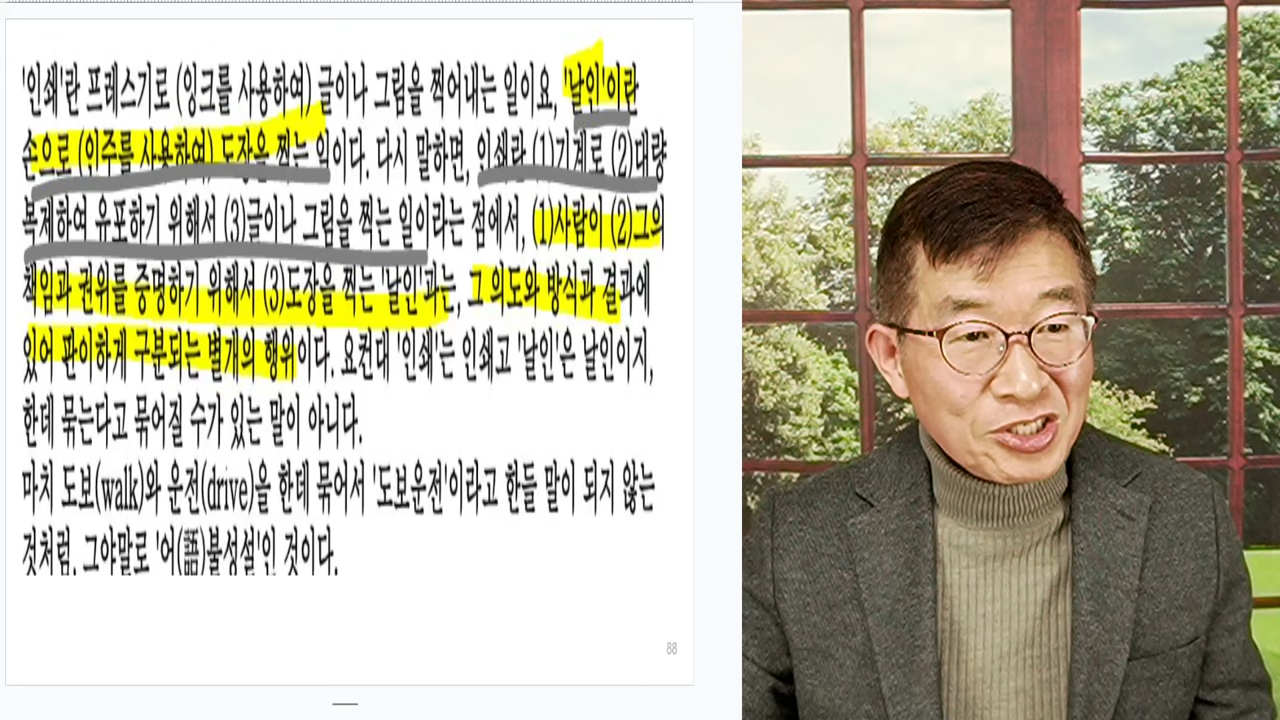 '인쇄'란 프레스기로 (잉크를 사용하여) 글이나 그림을 찍어내는 일이요, '날인'이란
손으로 (인주를 사용하여) 도장을 찍는 일이다. 다시 말하면, 인쇄란 (1)기계로 (2)대량
복제하여 유포하기 위해서 (3)글이나 그림을 찍는 일이라는 점에서, (1)사람이 (2)그의
책임과 권위를 증명하기 위해서 (3)도장을 찍는 '날인'과는, 그 의도와 방식과 결과에
있어 판이하게 구분되는 별개의 행위이다. 요컨대 '인쇄'는 인쇄고 '날인'은 날인이지,
한데 묶는다고 묶어질 수가 있는 말이 아니다.
마치 도보(walk)와 운전(drive)을 한데 묶어서 '도보운전'이라고 한들 말이 되지 않는
것처럼, 그야말로 '어(語)불성설'인 것이다.
88